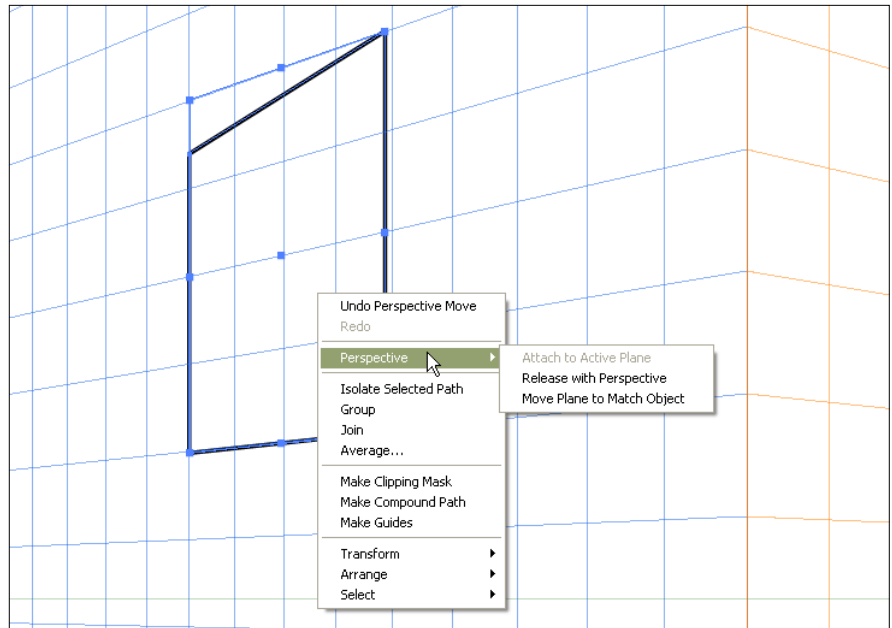 Undo Perspective Move
Redo
Perspective
Attach to Active Plane
Release with Perspective
Move Plane to Match Object
Isolate Selected Path
Group
Join
Average...
Make Clipping Mask
Make Compound Path
Make Guides
Transform
Arrange
Select